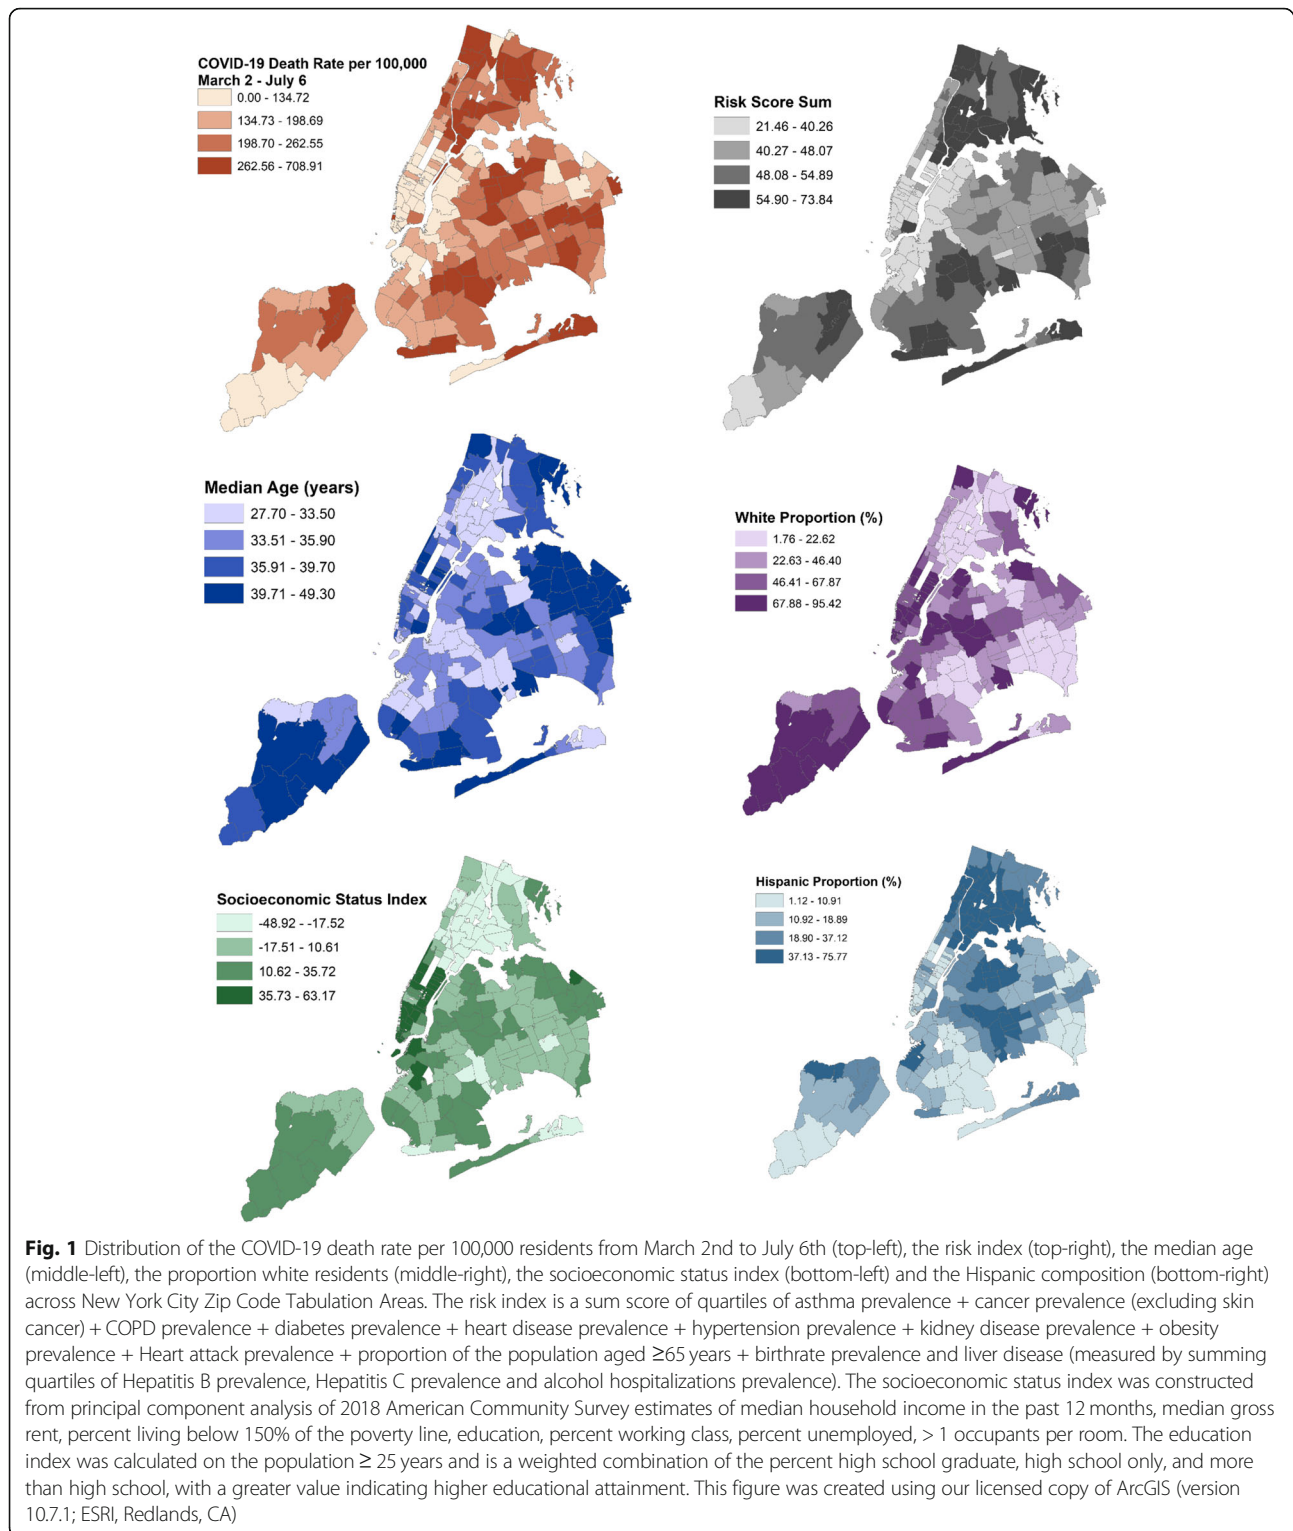 COVID-19 Death Rate per 100,000
March 2 - July 6
0.00 - 134.72
134.73 - 198.69
198.70 - 262.55
262.56 - 708.91
Risk Score Sum
21.46 - 40.26
40.27 - 48.07
48.08 - 54.89
54.90 - 73.84
Median Age (years)
27.70 - 33.50
33.51 - 35.90
35.91 - 39.70
39.71 - 49.30
White Proportion (%)
1.76 - 22.62
22.63 - 46.40
46.41 - 67.87
67.88 - 95.42
Socioeconomic Status Index
-48.92 - -17.52
-17.51 - 10.61
10.62 - 35.72
35.73 - 63.17
Hispanic Proportion (%)
1.12 - 10.91
10.92 - 18.89
18.90 - 37.12
37.13 - 75.77
Fig. 1 Distribution of the COVID-19 death rate per 100,000 residents from March 2nd to July 6th (top-left), the risk index (top-right), the median age
(middle-left), the proportion white residents (middle-right), the socioeconomic status index (bottom-left) and the Hispanic composition (bottom-right)
across New York City Zip Code Tabulation Areas. The risk index is a sum score of quartiles of asthma prevalence + cancer prevalence (excluding skin
cancer) + COPD prevalence + diabetes prevalence + heart disease prevalence + hypertension prevalence + kidney disease prevalence + obesity
prevalence + Heart attack prevalence + proportion of the population aged ≥65 years + birthrate prevalence and liver disease (measured by summing
quartiles of Hepatitis B prevalence, Hepatitis C prevalence and alcohol hospitalizations prevalence). The socioeconomic status index was constructed
from principal component analysis of 2018 American Community Survey estimates of median household income in the past 12 months, median gross
rent, percent living below 150% of the poverty line, education, percent working class, percent unemployed, > 1 occupants per room. The education
index was calculated on the population ≥ 25 years and is a weighted combination of the percent high school graduate, high school only, and more
than high school, with a greater value indicating higher educational attainment. This figure was created using our licensed copy of ArcGIS (version
10.7.1; ESRI, Redlands, CA)